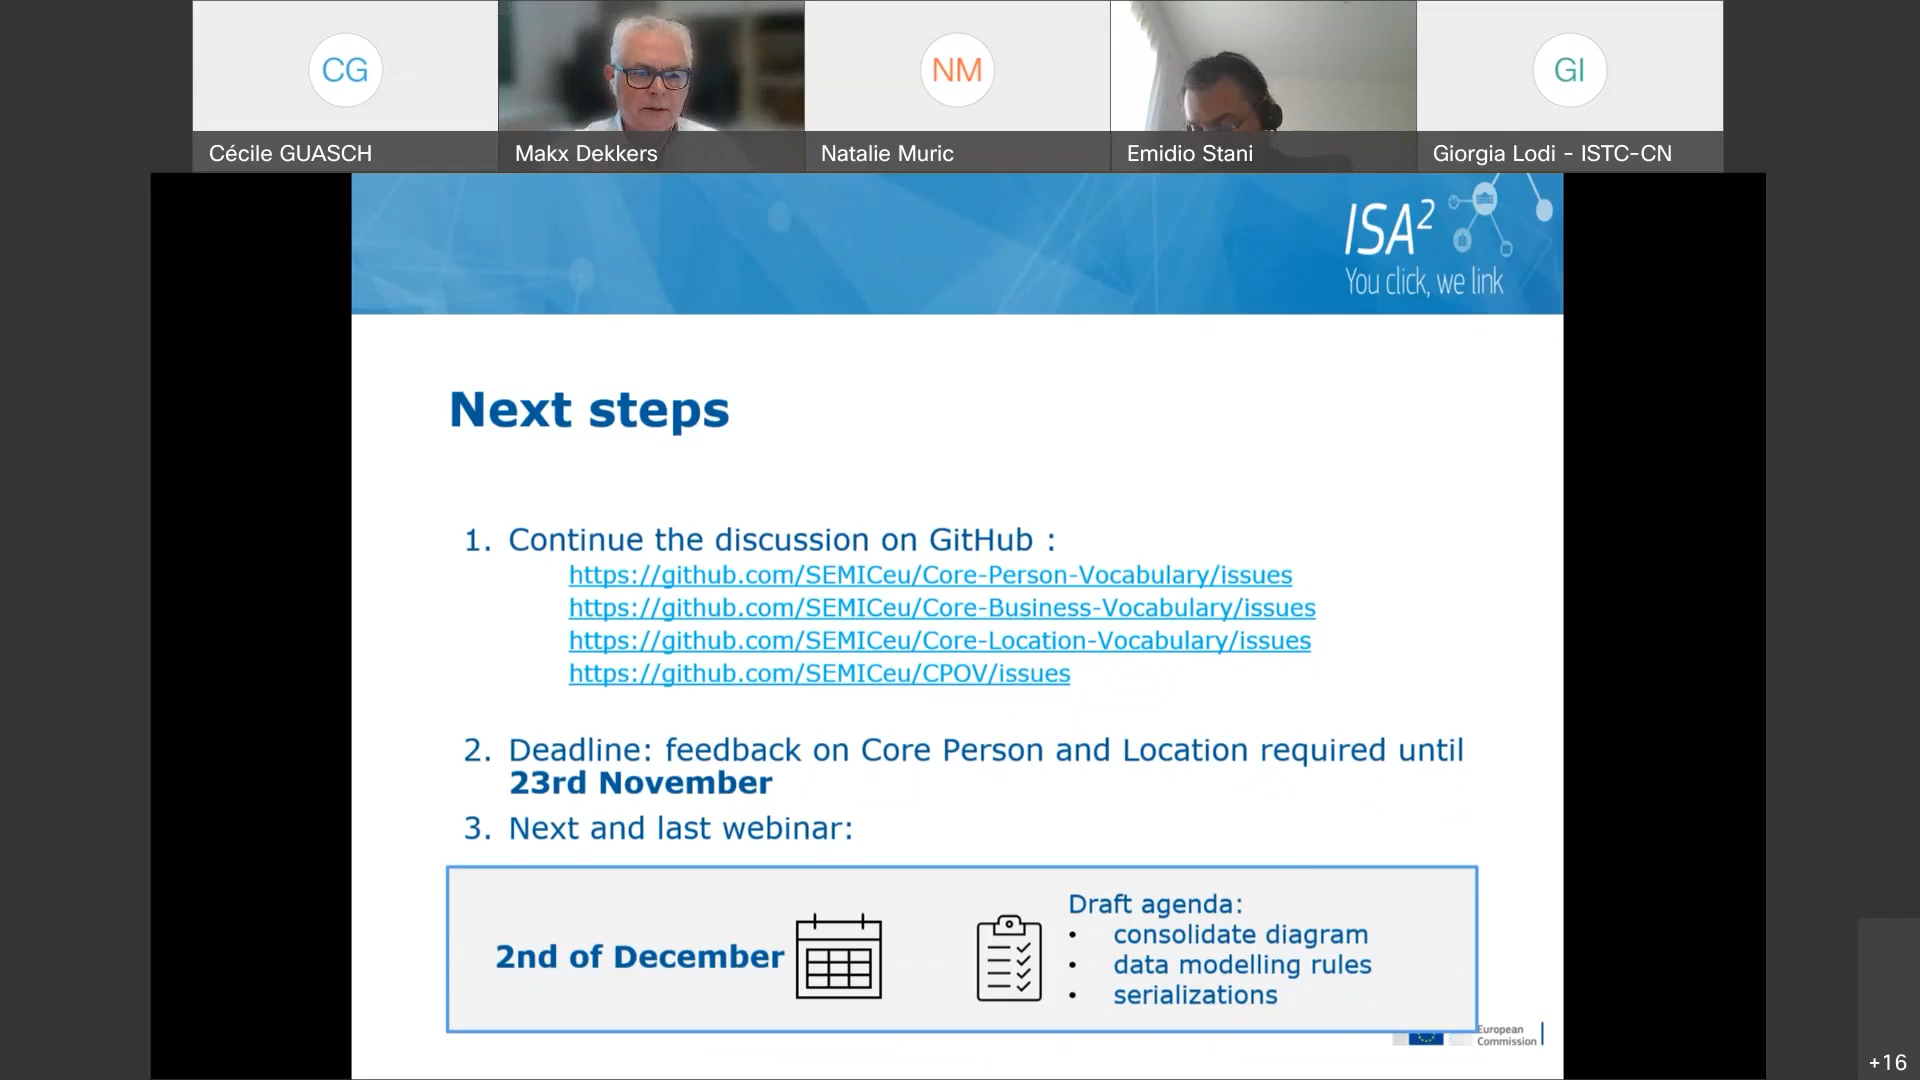 CG
NM
GI
Cécile GUASCH
Makx Dekkers
Natalie Muric
Emidio Stani
Giorgia Lodi - ISTC-CN
ISA²
You click, we link
Next steps
1. Continue the discussion on GitHub :
https://github.com/SEMICeu/Core-Person-Vocabulary/issues
https://github.com/SEMICeu/Core-Business-Vocabulary/issues
https://github.com/SEMICeu/Core-Location-Vocabulary/issues
https://github.com/SEMICeu/CPOV/issues
2. Deadline: feedback on Core Person and Location required until
23rd November
3. Next and last webinar:
2nd of December
Draft agenda:
• consolidate diagram
• data modelling rules
• serializations
European
Commission
+16